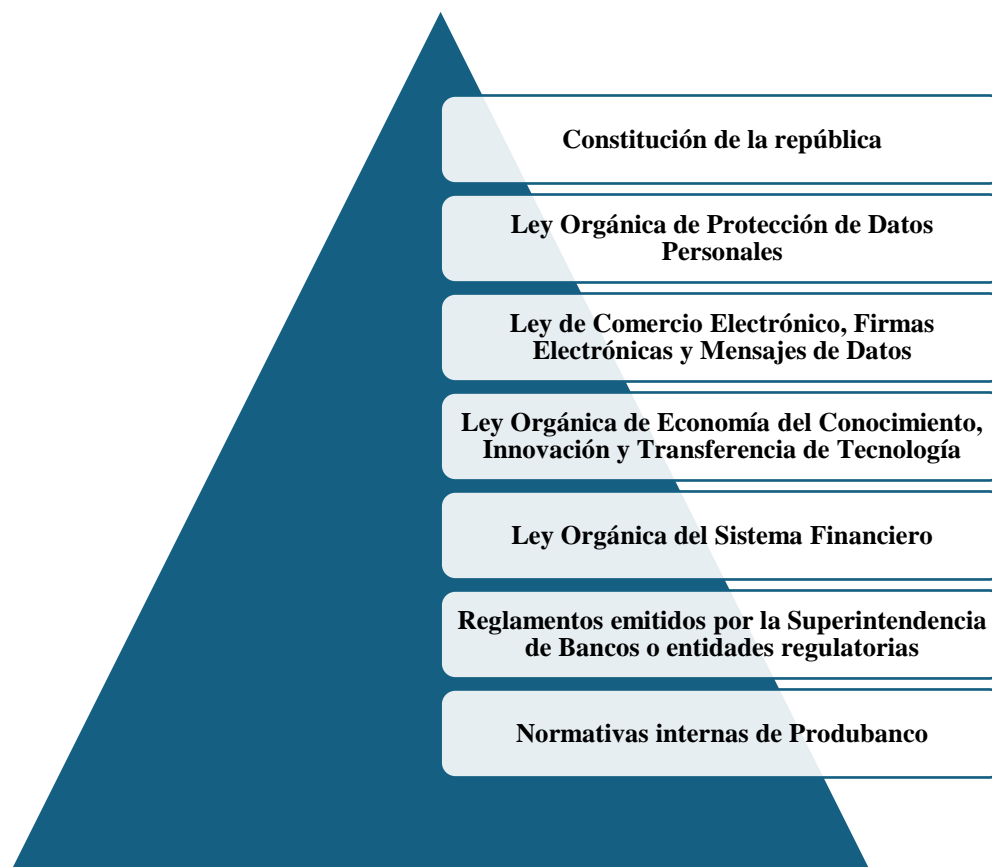 Constitución de la república
Ley Orgánica de Protección de Datos
Personales
Ley de Comercio Electrónico, Firmas
Electrónicas y Mensajes de Datos
Ley Orgánica de Economía del Conocimiento,
Innovación y Transferencia de Tecnología
Ley Orgánica del Sistema Financiero
Reglamentos emitidos por la Superintendencia
de Bancos o entidades regulatorias
Normativas internas de Produbanco